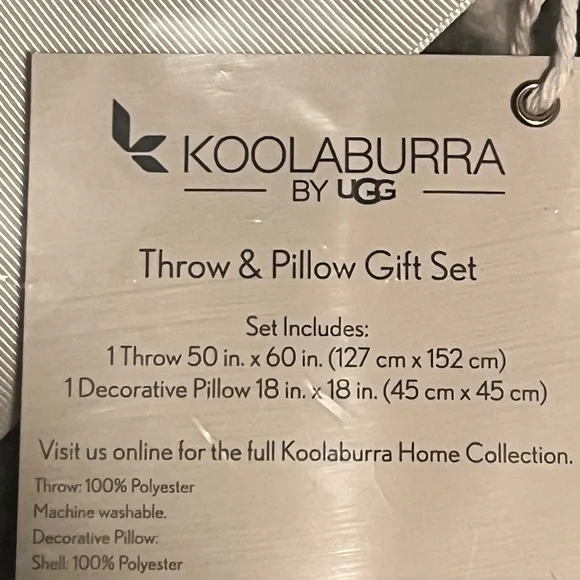 KOOLABURRA
BY UGG
Throw & Pillow Gift Set
Set Includes:
1 Throw 50 in. x 60 in. (127 cm x 152 cm)
1 Decorative Pillow 18 in. x 18 in. (45 cm x 45 cm)
Visit us online for the full Koolaburra Home Collection.
Throw: 100% Polyester
Machine washable.
Decorative Pillow:
Shell: 100% Polyester